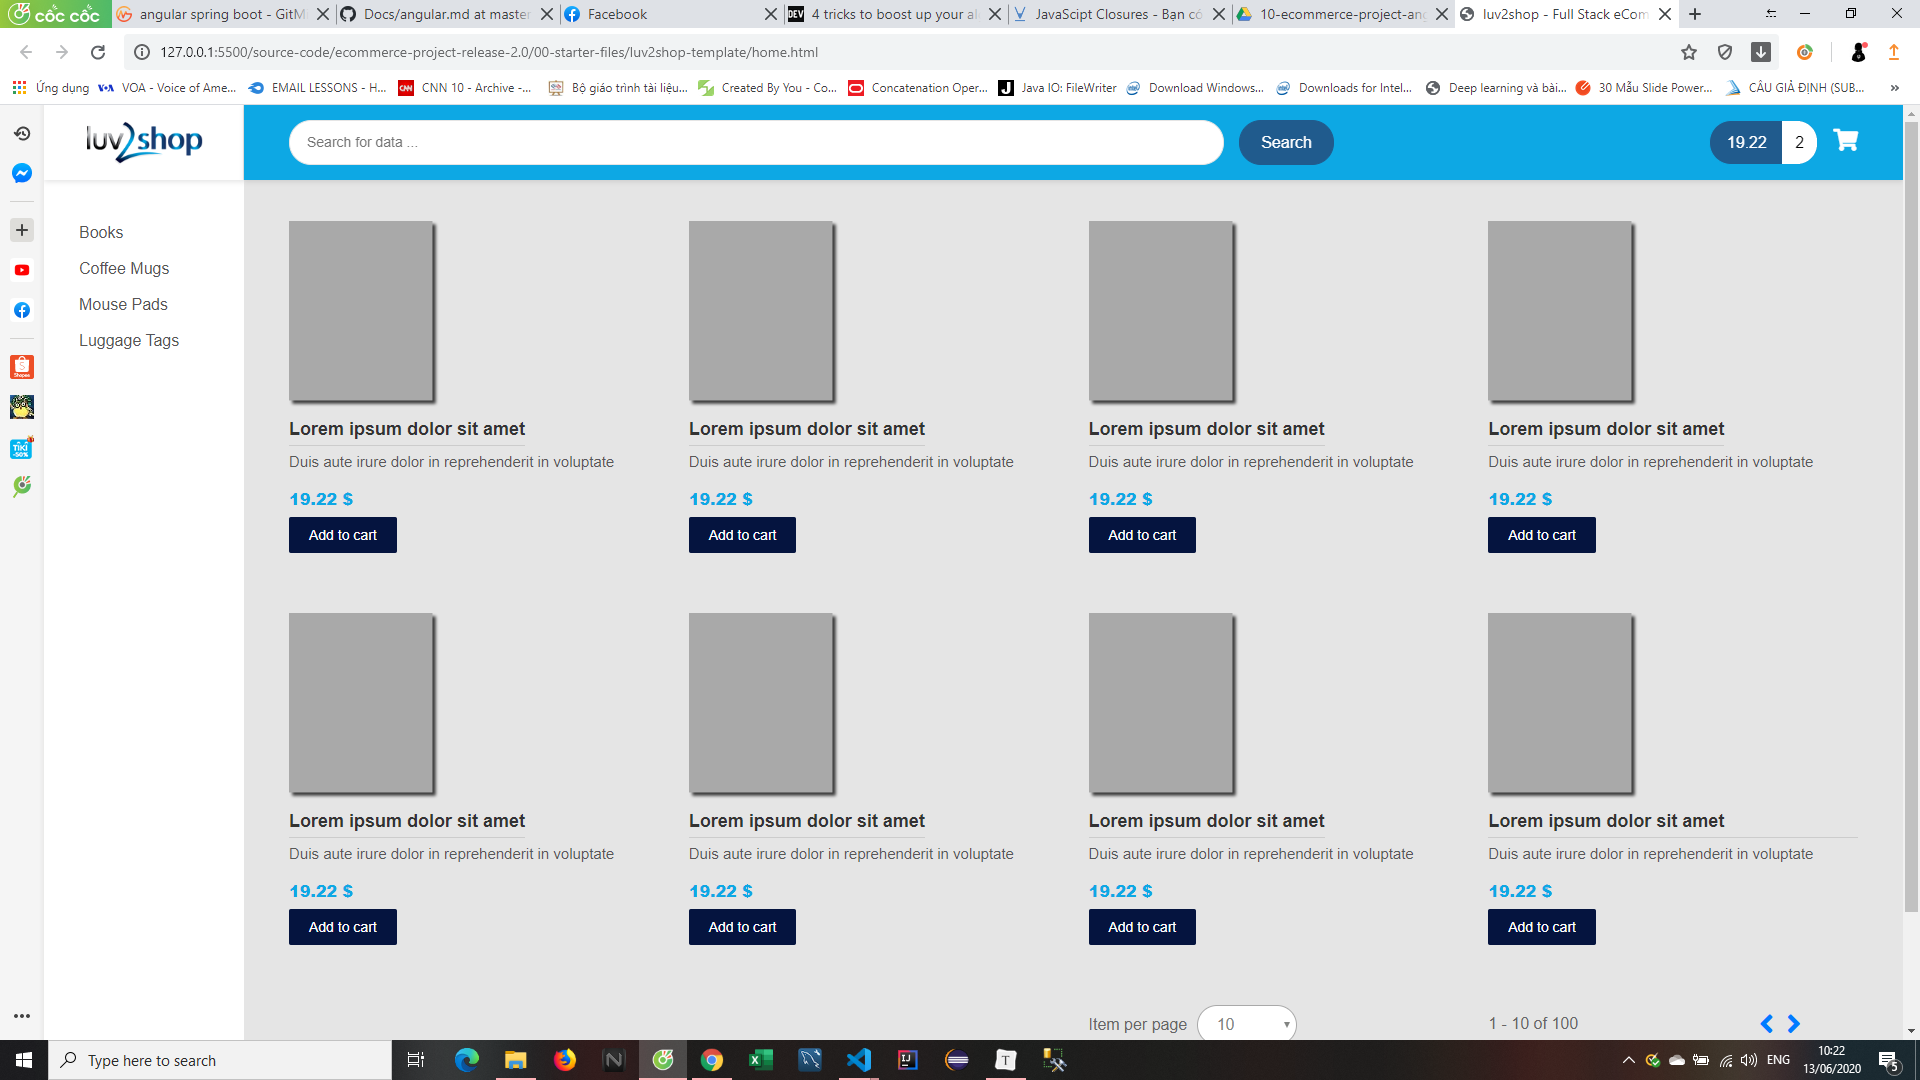 cốc cốc
angular spring boot - GitM
Docs/angular.md at master
Facebook
DEV
4 tricks to boost up your a
JavaScipt Closures - Bạn có
10-ecommerce-project-an
luv2shop - Full Stack eCom
127.0.0.1:5500/source-code/ecommerce-project-release-2.0/00-starter-files/luv2shop-template/home.html
Ứng dụng
VOA - Voice of Ame...
EMAIL LESSONS - H...
CNN 10 - Archive -...
Bộ giáo trình tài liệu...
Created By You - Co...
Concatenation Oper...
Java IO: FileWriter
Download Windows...
Downloads for Intel...
Deep learning và bài...
30 Mẫu Slide Power...
CÂU GIẢ ĐỊNH (SUB...
»
luv2shop
Search for data ...
Search
19.22
2
Books
Coffee Mugs
Mouse Pads
Luggage Tags
Lorem ipsum dolor sit amet
Duis aute irure dolor in reprehenderit in voluptate
19.22 $
Add to cart
Lorem ipsum dolor sit amet
Duis aute irure dolor in reprehenderit in voluptate
19.22 $
Add to cart
Lorem ipsum dolor sit amet
Duis aute irure dolor in reprehenderit in voluptate
19.22 $
Add to cart
Lorem ipsum dolor sit amet
Duis aute irure dolor in reprehenderit in voluptate
19.22 $
Add to cart
Lorem ipsum dolor sit amet
Duis aute irure dolor in reprehenderit in voluptate
19.22 $
Add to cart
Lorem ipsum dolor sit amet
Duis aute irure dolor in reprehenderit in voluptate
19.22 $
Add to cart
Lorem ipsum dolor sit amet
Duis aute irure dolor in reprehenderit in voluptate
19.22 $
Add to cart
Lorem ipsum dolor sit amet
Duis aute irure dolor in reprehenderit in voluptate
19.22 $
Add to cart
Item per page
10
1 - 10 of 100
Type here to search
ENG
10:22
13/06/2020
5